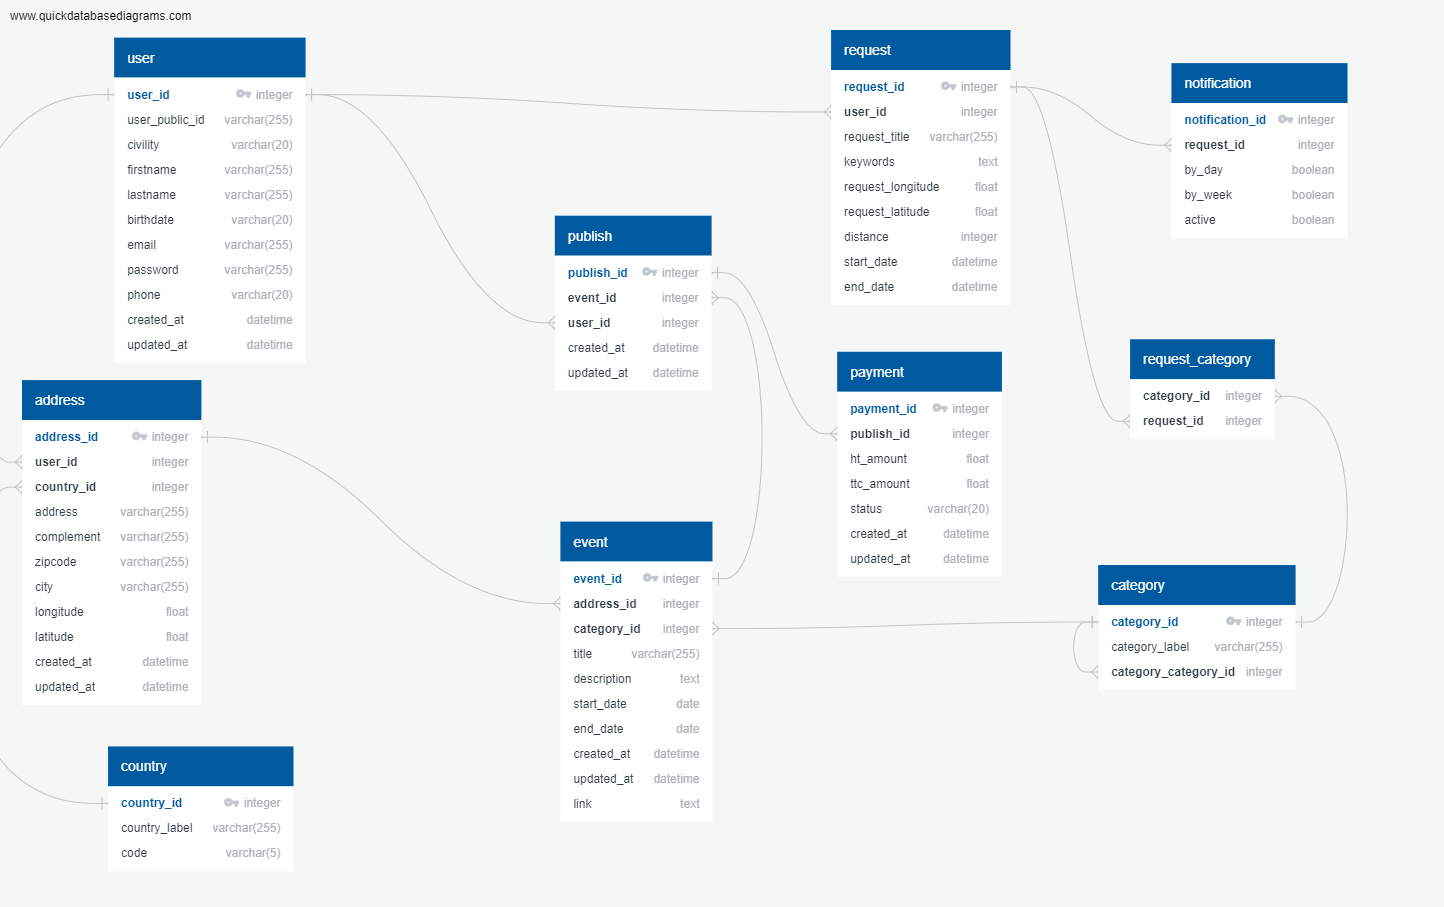 www.quickdatabasediagrams.com
user
user_id integer
user_public_id varchar(255)
civility varchar(20)
firstname varchar(255)
lastname varchar(255)
birthdate varchar(20)
email varchar(255)
password varchar(255)
phone varchar(20)
created_at datetime
updated_at datetime
address
address_id integer
user_id integer
country_id integer
address varchar(255)
complement varchar(255)
zipcode varchar(255)
city varchar(255)
longitude float
latitude float
created_at datetime
updated_at datetime
country
country_id integer
country_label varchar(255)
code varchar(5)
publish
publish_id integer
event_id integer
user_id integer
created_at datetime
updated_at datetime
event
event_id integer
address_id integer
category_id integer
title varchar(255)
description text
start_date date
end_date date
created_at datetime
updated_at datetime
link text
request
request_id integer
user_id integer
request_title varchar(255)
keywords text
request_longitude float
request_latitude float
distance integer
start_date datetime
end_date datetime
payment
payment_id integer
publish_id integer
ht_amount float
ttc_amount float
status varchar(20)
created_at datetime
updated_at datetime
notification
notification_id integer
request_id integer
by_day boolean
by_week boolean
active boolean
request_category
category_id integer
request_id integer
category
category_id integer
category_label varchar(255)
category_category_id integer